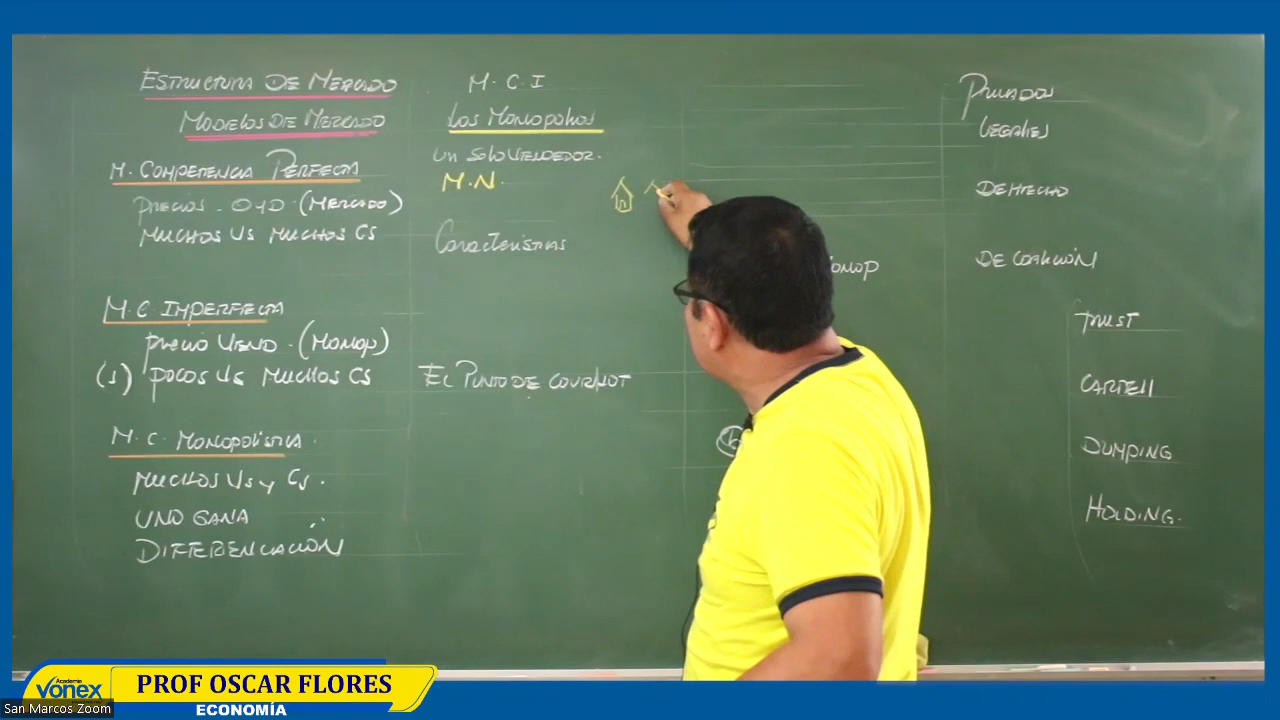 ESTRUCTURA DE MERCADO
MODELOS DE MERCADO
M. COMPETENCIA PERFECTA
PRECIOS - O Y D - (MERCADO)
MUCHOS Vs MUCHOS Cs
M. C IMPERFECTA
PRECIO VEND - (MONOP)
(1) POCOS Vs MUCHOS Cs
M. C. MONOPOLÍSTICA.
MUCHOS Vs y Cs.
UNO GANA
DIFERENCIACIÓN
M. C. I
Los Monopolios
UN SOLO VENDEDOR.
M.N.
Características
EL PUNTO DE COURNOT
PRIVADOS
LEGALES
DE HECHO
DE COALICIÓN
TRUST
CARTELL
DUMPING
HOLDING.
Academia
Vonex
PROF OSCAR FLORES
ECONOMÍA
San Marcos Zoom